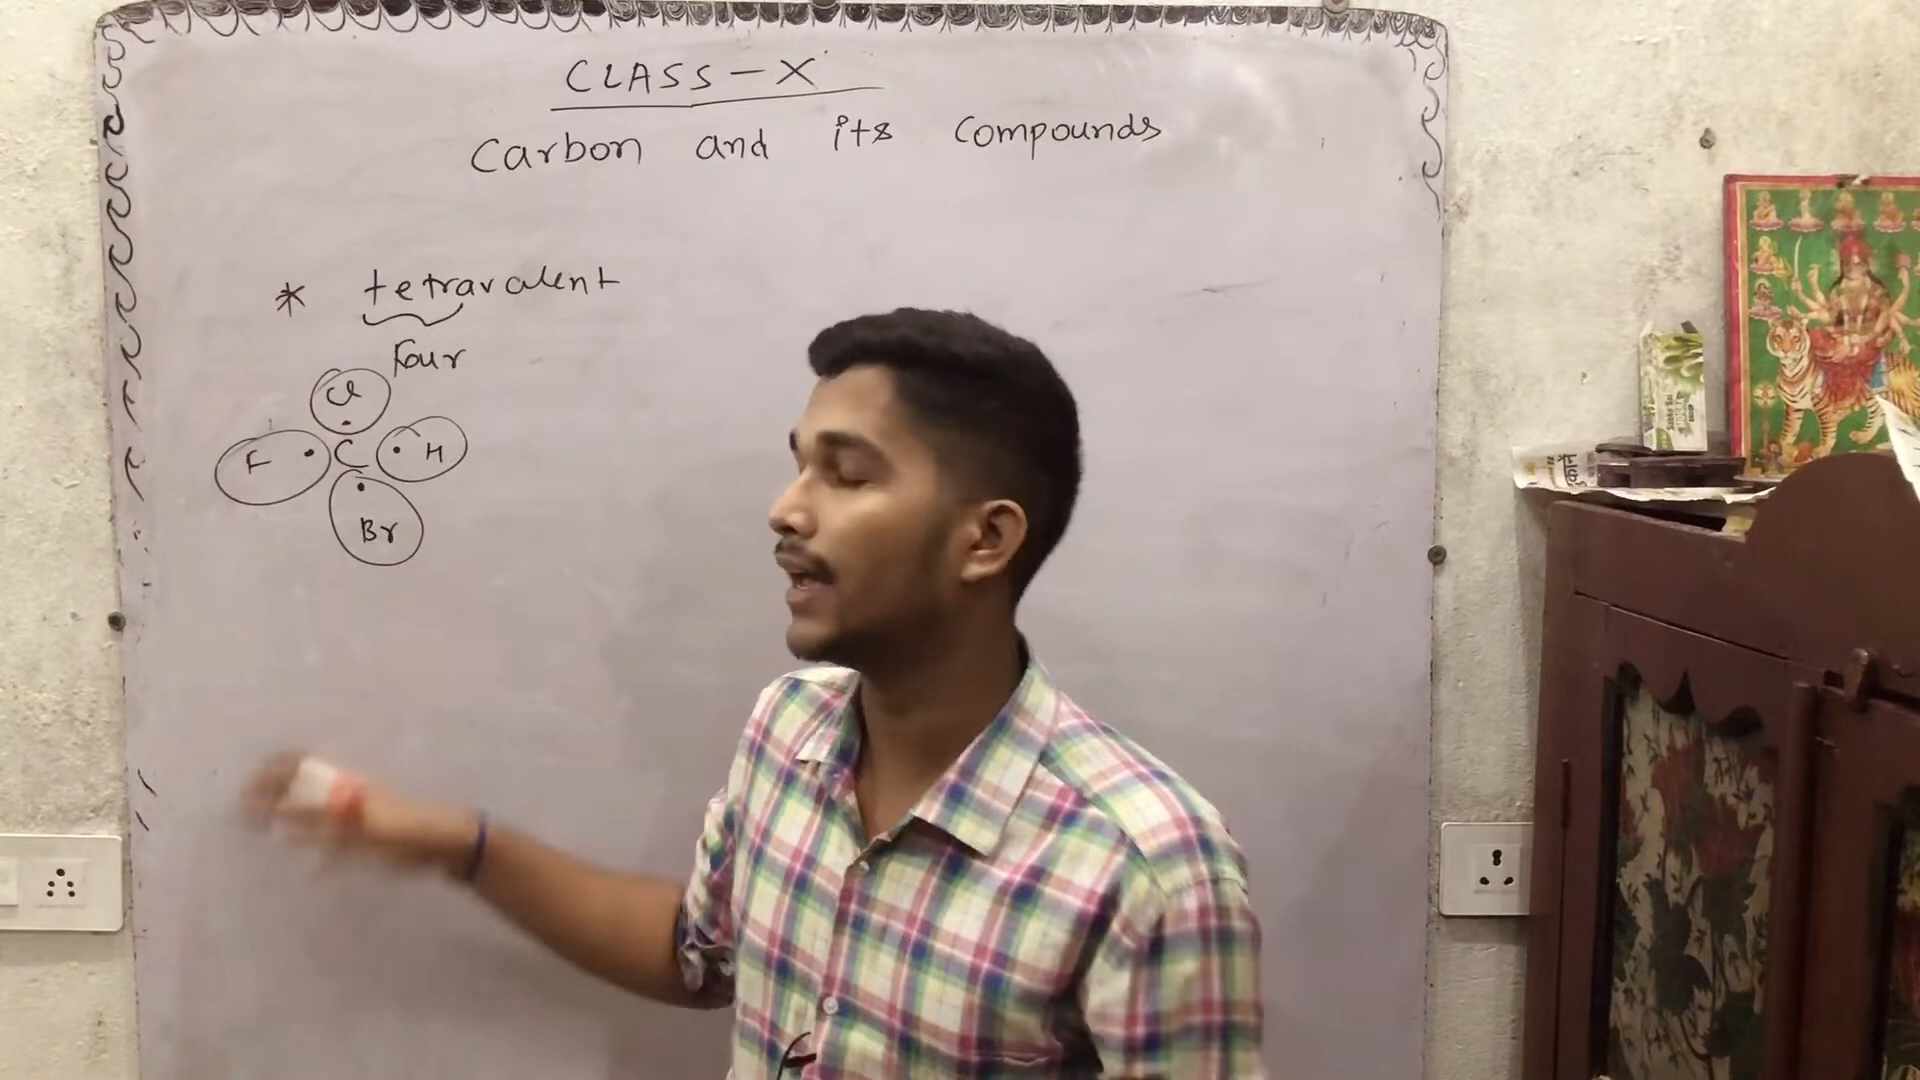 CLASS - X
Carbon and its compounds
* tetravalent
Four
Cl
F C H
Br